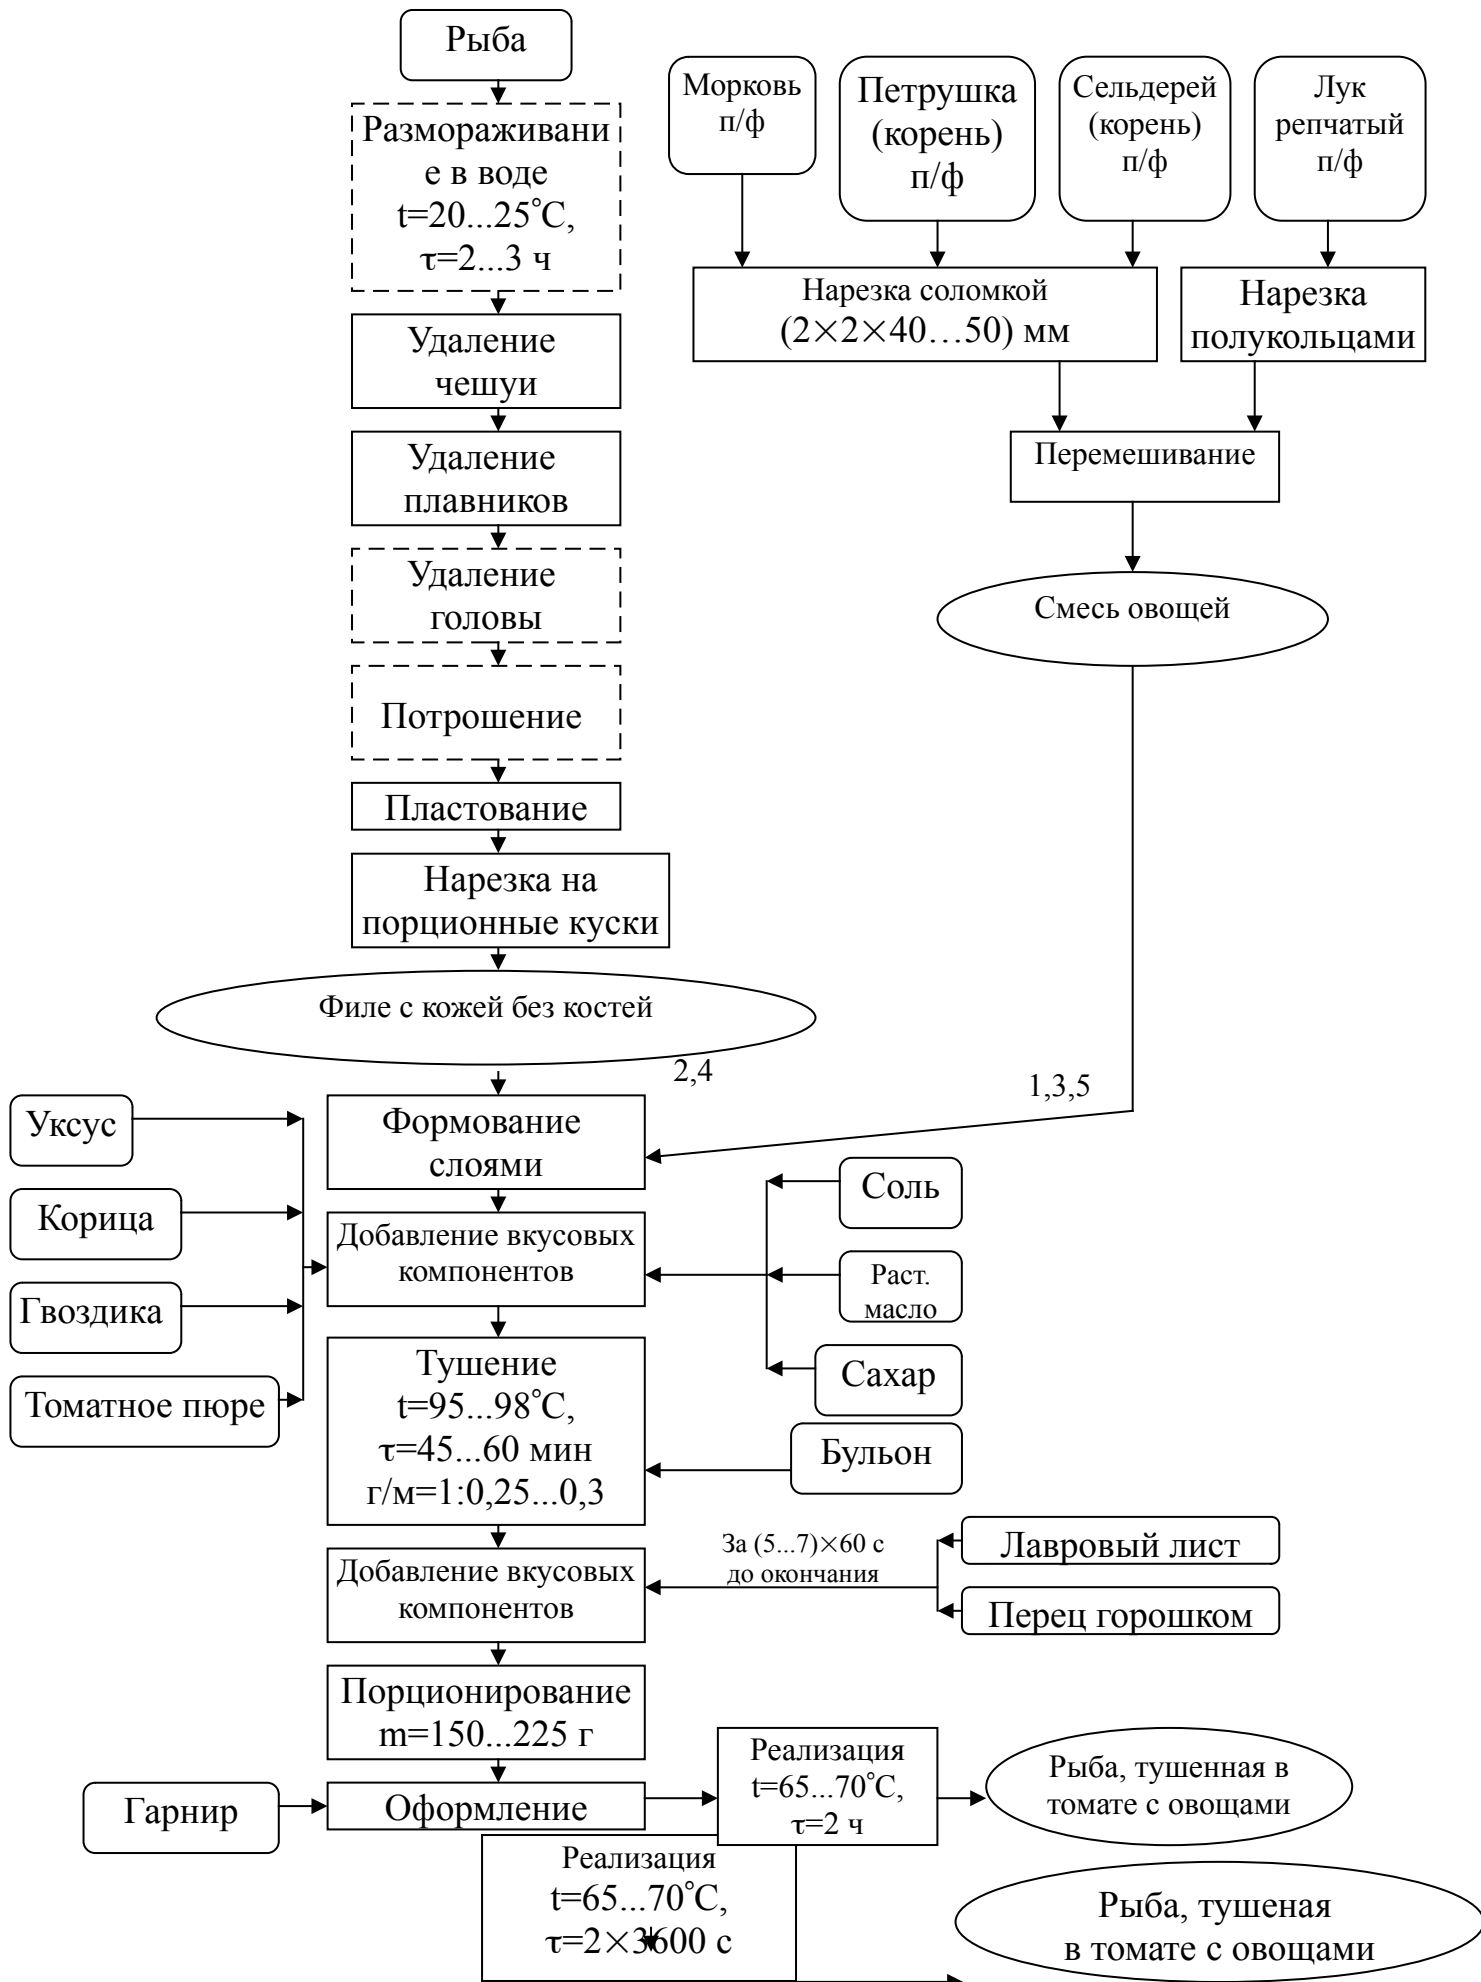 Рыба
Размораживани
е в воде
t=20...25°С,
τ=2...3 ч
Удаление
чешуи
Удаление
плавников
Удаление
головы
Потрошение
Пластование
Нарезка на
порционные куски
Филе с кожей без костей
2,4
Морковь
п/ф
Петрушка
(корень)
п/ф
Сельдерей
(корень)
п/ф
Лук
репчатый
п/ф
Нарезка соломкой
(2×2×40…50) мм
Нарезка
полукольцами
Перемешивание
Смесь овощей
1,3,5
Формование
слоями
Уксус
Корица
Гвоздика
Томатное пюре
Добавление вкусовых
компонентов
Соль
Раст.
масло
Сахар
Тушение
t=95...98°С,
τ=45...60 мин
г/м=1:0,25...0,3
Бульон
Добавление вкусовых
компонентов
За (5...7)×60 с
до окончания
Лавровый лист
Перец горошком
Порционирование
m=150...225 г
Гарнир
Оформление
Реализация
t=65...70°С,
τ=2 ч
Рыба, тушенная в
томате с овощами
Реализация
t=65...70°С,
τ=2×3600 с
Рыба, тушеная
в томате с овощами